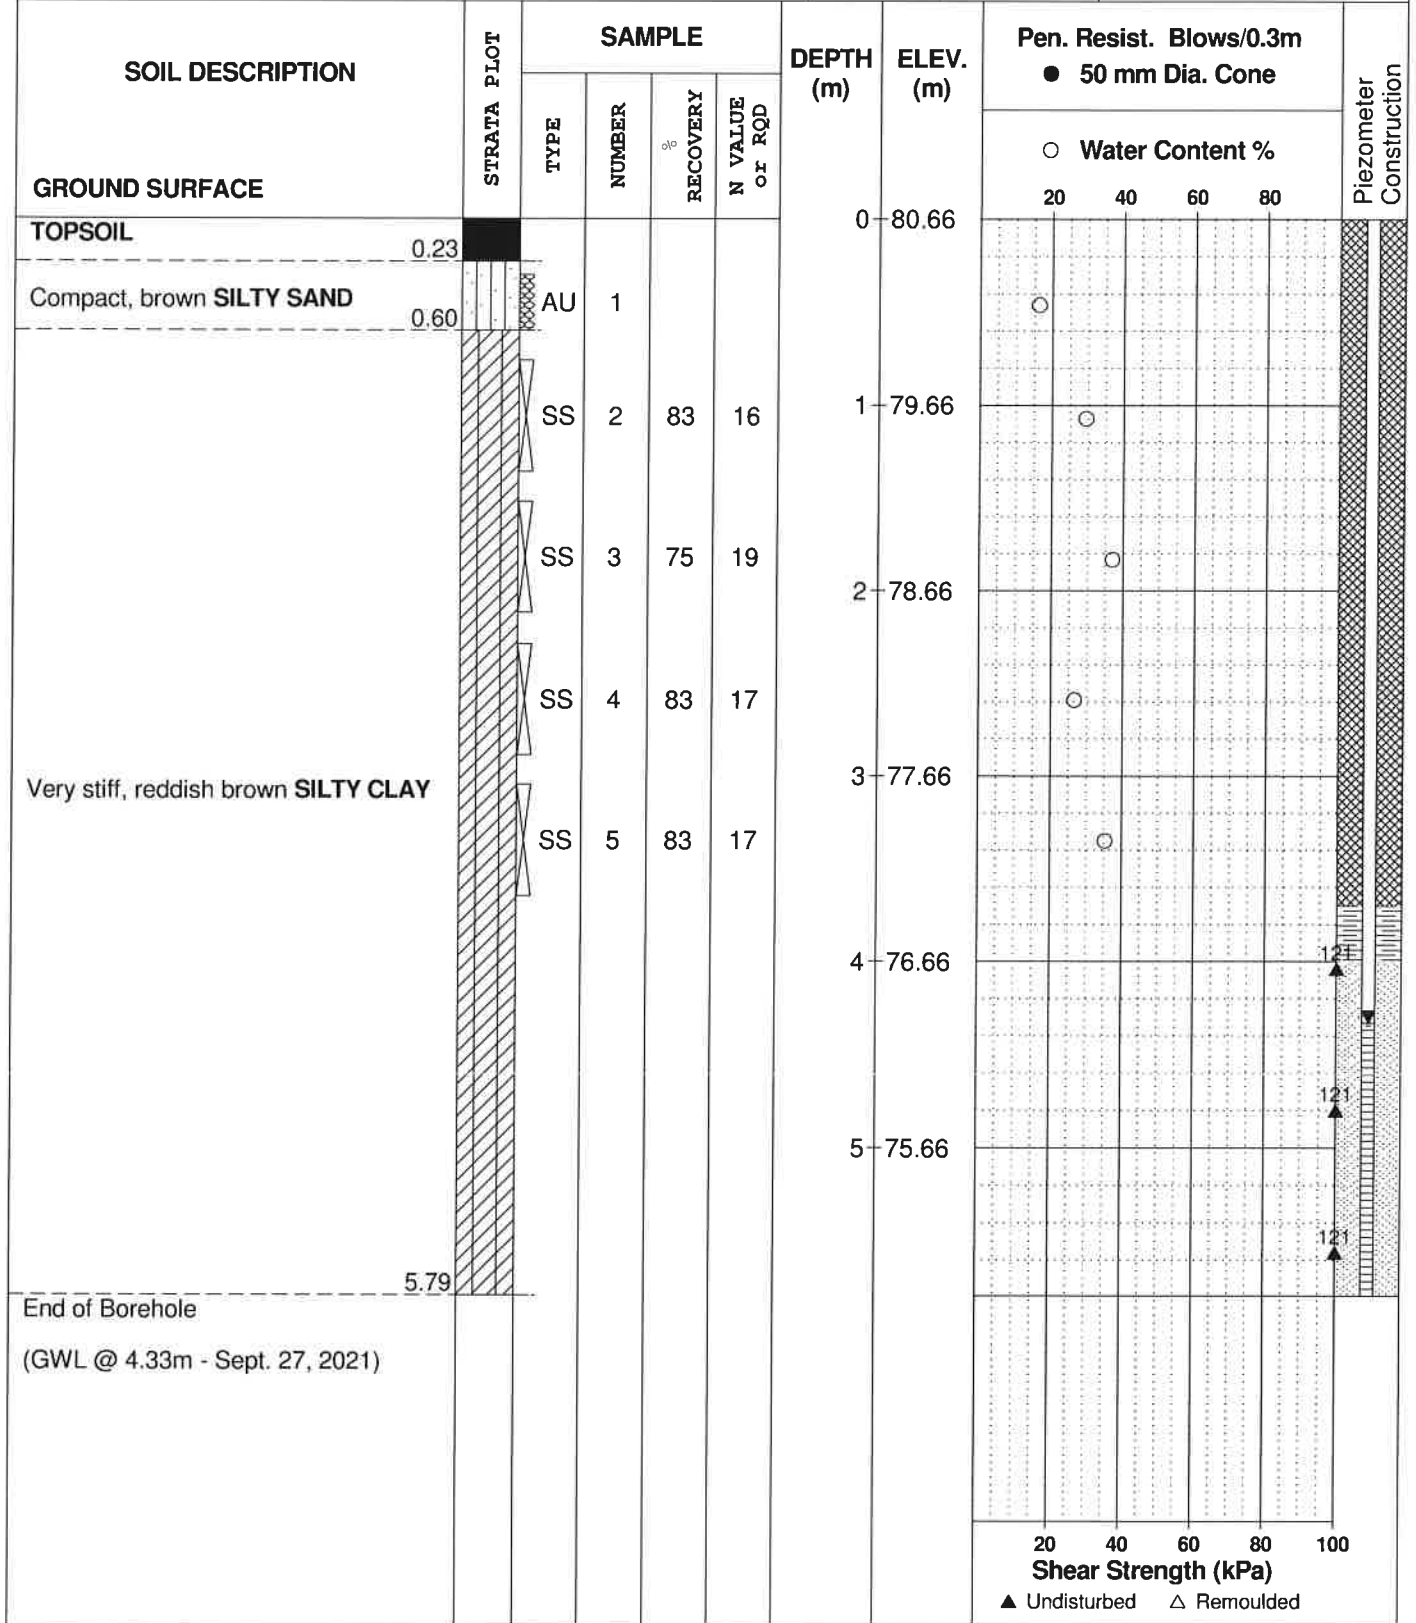 SOIL DESCRIPTION
GROUND SURFACE
STRATA PLOT
SAMPLE
TYPE
NUMBER
% RECOVERY
N VALUE or RQD
DEPTH (m)
ELEV. (m)
Pen. Resist. Blows/0.3m
● 50 mm Dia. Cone
○ Water Content %
20 40 60 80
Piezometer Construction
TOPSOIL
0.23
0 80.66
Compact, brown SILTY SAND
0.60
AU 1
SS 2 83 16
1 79.66
SS 3 75 19
2 78.66
SS 4 83 17
3 77.66
Very stiff, reddish brown SILTY CLAY
SS 5 83 17
4 76.66
121
121
5 75.66
121
5.79
End of Borehole
(GWL @ 4.33m - Sept. 27, 2021)
20 40 60 80 100
Shear Strength (kPa)
▲ Undisturbed △ Remoulded